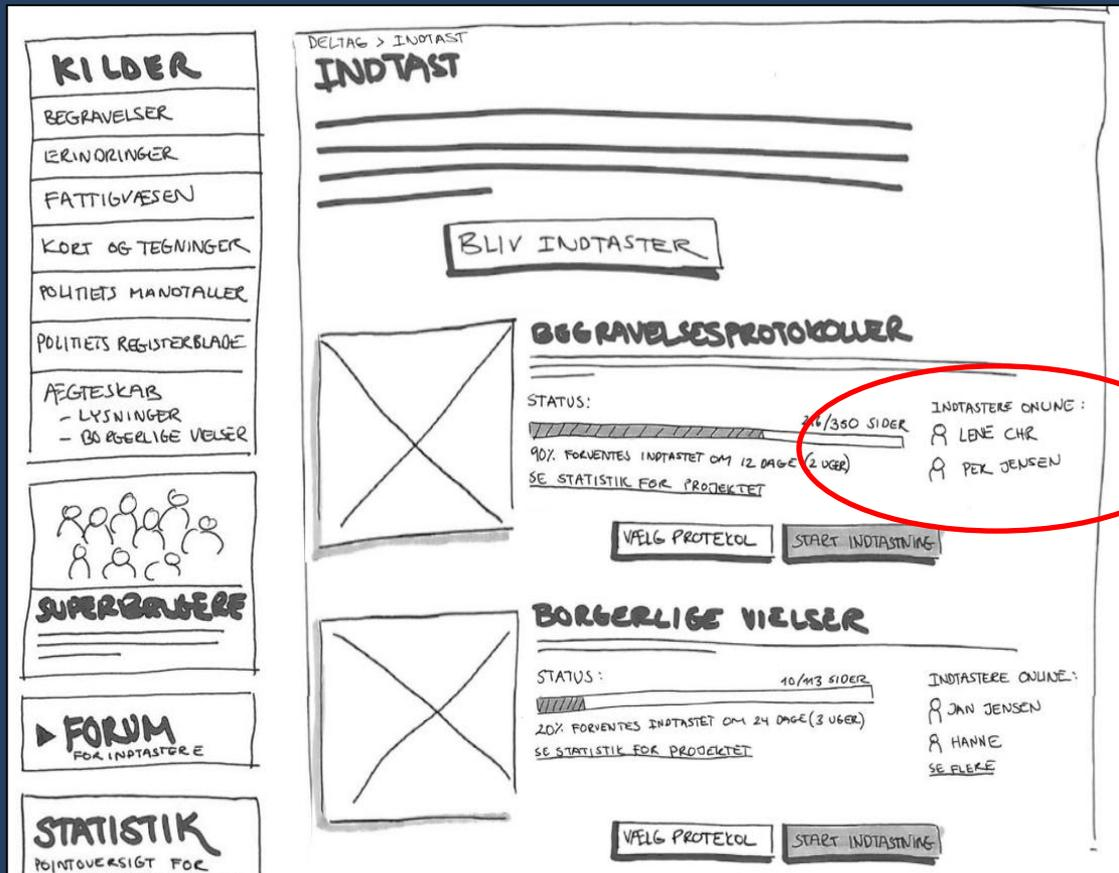 KILDER
BEGRAVELSER
ERINDRINGER
FATTIGVÆSEN
KORT OG TEGNINGER
POLITIETS MANDTALLER
POLITIETS REGISTERBLADE
ÆGTESKAB
- LYSNINGER
- BORGERLIGE VIELSER
SUPERBRUGERE
FORUM
FOR INDTASTERE
STATISTIK
POINTOVERSIGT FOR
DELTAG > INDTAST
INDTAST
BLIV INDTASTER
BEGRAVELSESPROTOKOLLER
STATUS:
/350 SIDER
90% FORVENTES INDTASTET OM 12 DAGE (2 UGER)
SE STATISTIK FOR PROJEKTET
INDTASTERE ONLINE:
LENE CHR
PER JENSEN
VÆLG PROTOKOL
START INDTASTNING
BORGERLIGE VIELSER
STATUS:
10/113 SIDER
20% FORVENTES INDTASTET OM 24 DAGE (3 UGER)
SE STATISTIK FOR PROJEKTET
INDTASTERE ONLINE:
JAN JENSEN
HANNE
SE FLERE
VÆLG PROTOKOL
START INDTASTNING